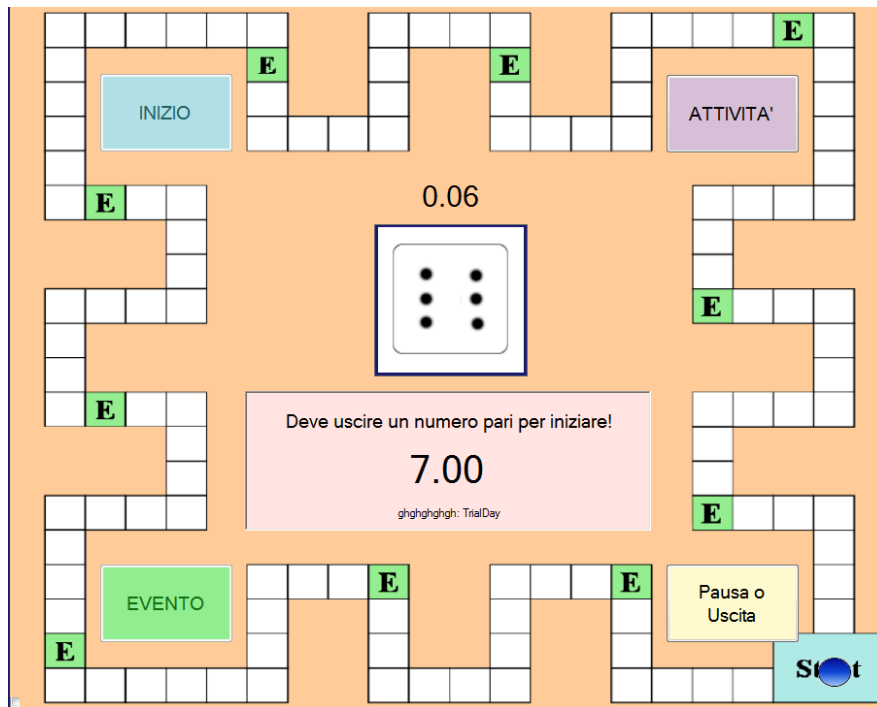 E
E
E
INIZIO
ATTIVITA'
0.06
E
E
E
Deve uscire un numero pari per iniziare!
7.00
ghghghghgh: TrialDay
E
E
E
EVENTO
Pausa o
Uscita
E